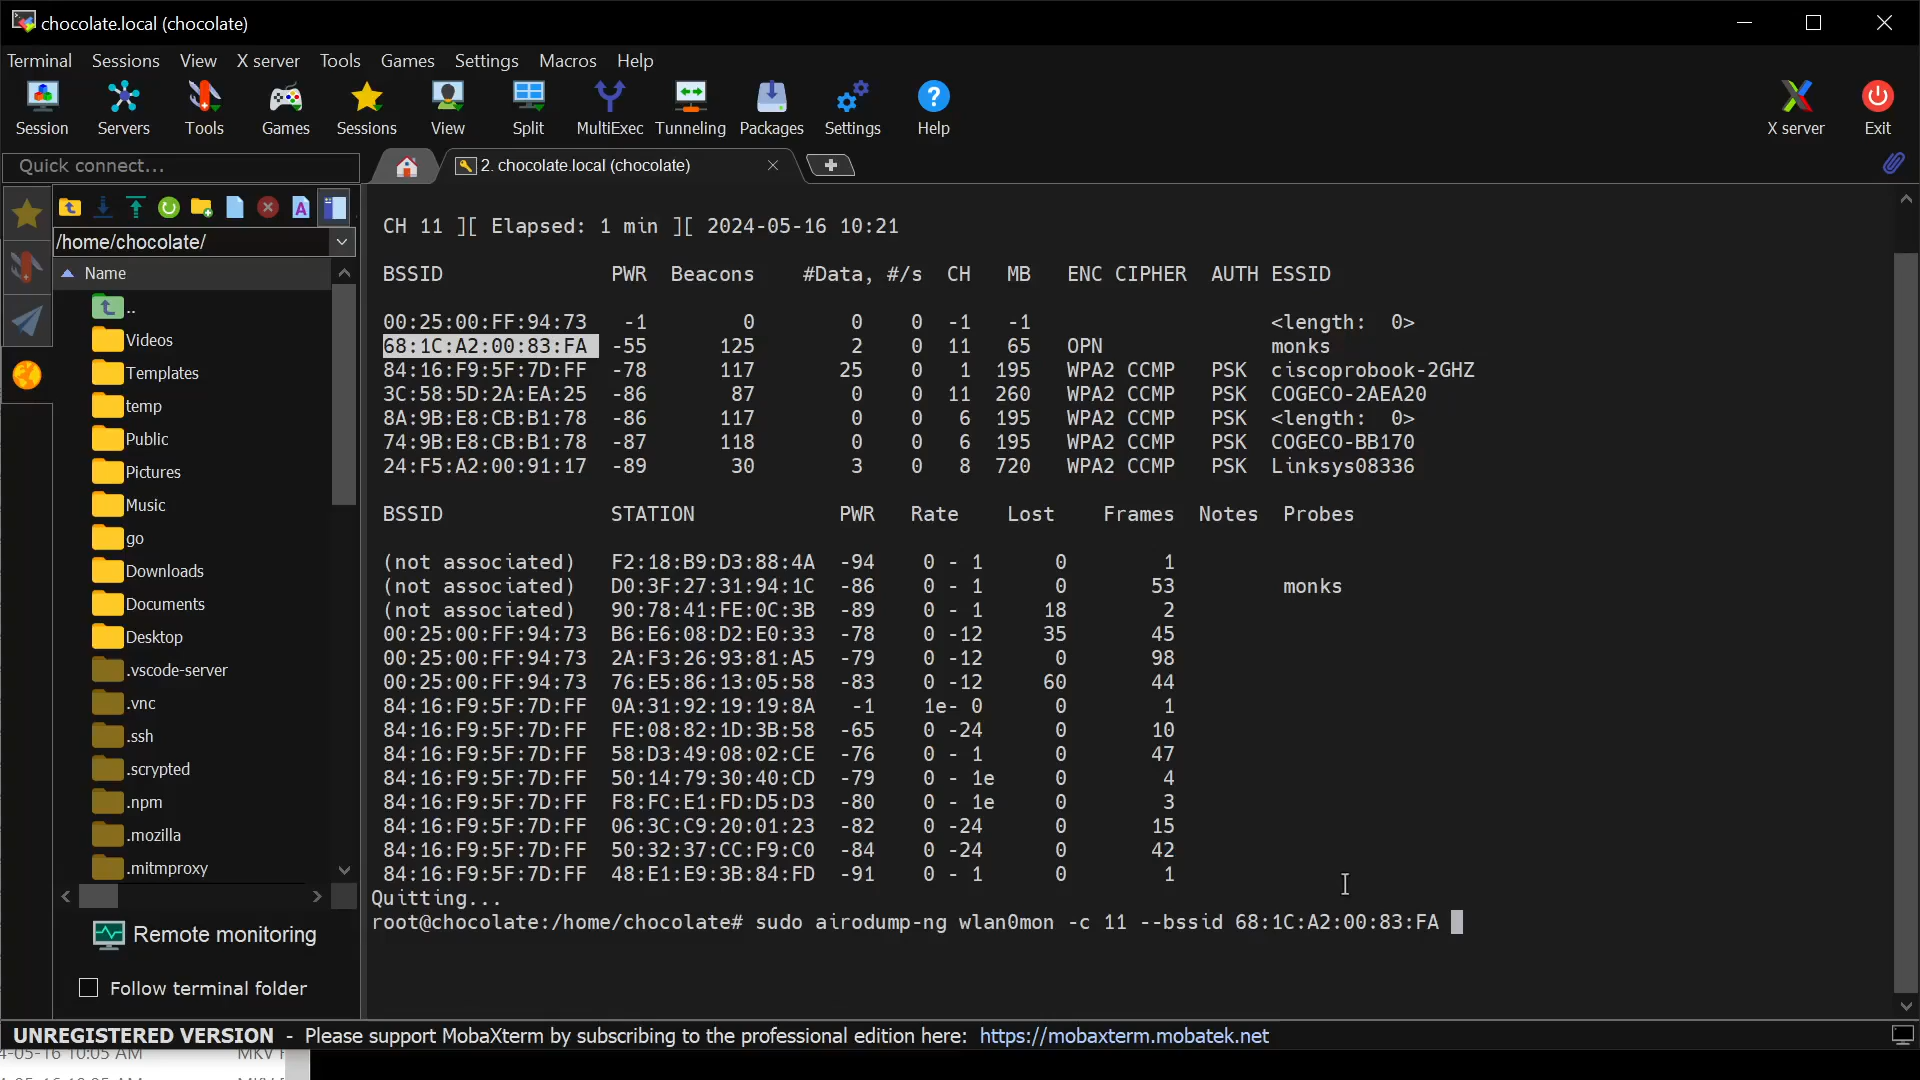 chocolate.local (chocolate)
Terminal Sessions View X server Tools Games Settings Macros Help
Session Servers Tools Games Sessions View Split MultiExec Tunneling Packages Settings Help X server Exit
Quick connect...
2. chocolate.local (chocolate)
/home/chocolate/
Name
..
Videos
Templates
temp
Public
Pictures
Music
go
Downloads
Documents
Desktop
.vscode-server
.vnc
.ssh
.scrypted
.npm
.mozilla
.mitmproxy
Remote monitoring
Follow terminal folder
CH 11 ][ Elapsed: 1 min ][ 2024-05-16 10:21
BSSID PWR Beacons #Data, #/s CH MB ENC CIPHER AUTH ESSID
00:25:00:FF:94:73 -1 0 0 0 -1 -1 <length: 0>
68:1C:A2:00:83:FA -55 125 2 0 11 65 OPN monks
84:16:F9:5F:7D:FF -78 117 25 0 1 195 WPA2 CCMP PSK ciscoprobook-2GHZ
3C:58:5D:2A:EA:25 -86 87 0 0 11 260 WPA2 CCMP PSK COGECO-2AEA20
8A:9B:E8:CB:B1:78 -86 117 0 0 6 195 WPA2 CCMP PSK <length: 0>
74:9B:E8:CB:B1:78 -87 118 0 0 6 195 WPA2 CCMP PSK COGECO-BB170
24:F5:A2:00:91:17 -89 30 3 0 8 720 WPA2 CCMP PSK Linksys08336
BSSID STATION PWR Rate Lost Frames Notes Probes
(not associated) F2:18:B9:D3:88:4A -94 0 - 1 0 1
(not associated) D0:3F:27:31:94:1C -86 0 - 1 0 53 monks
(not associated) 90:78:41:FE:0C:3B -89 0 - 1 18 2
00:25:00:FF:94:73 B6:E6:08:D2:E0:33 -78 0 -12 35 45
00:25:00:FF:94:73 2A:F3:26:93:81:A5 -79 0 -12 0 98
00:25:00:FF:94:73 76:E5:86:13:05:58 -83 0 -12 60 44
84:16:F9:5F:7D:FF 0A:31:92:19:19:8A -1 1e- 0 0 1
84:16:F9:5F:7D:FF FE:08:82:1D:3B:58 -65 0 -24 0 10
84:16:F9:5F:7D:FF 58:D3:49:08:02:CE -76 0 - 1 0 47
84:16:F9:5F:7D:FF 50:14:79:30:40:CD -79 0 - 1e 0 4
84:16:F9:5F:7D:FF F8:FC:E1:FD:D5:D3 -80 0 - 1e 0 3
84:16:F9:5F:7D:FF 06:3C:C9:20:01:23 -82 0 -24 0 15
84:16:F9:5F:7D:FF 50:32:37:CC:F9:C0 -84 0 -24 0 42
84:16:F9:5F:7D:FF 48:E1:E9:3B:84:FD -91 0 - 1 0 1
Quitting...
root@chocolate:/home/chocolate# sudo airodump-ng wlan0mon -c 11 --bssid 68:1C:A2:00:83:FA
UNREGISTERED VERSION - Please support MobaXterm by subscribing to the professional edition here: https://mobaxterm.mobatek.net
4-05-16 10:05 AM MKV